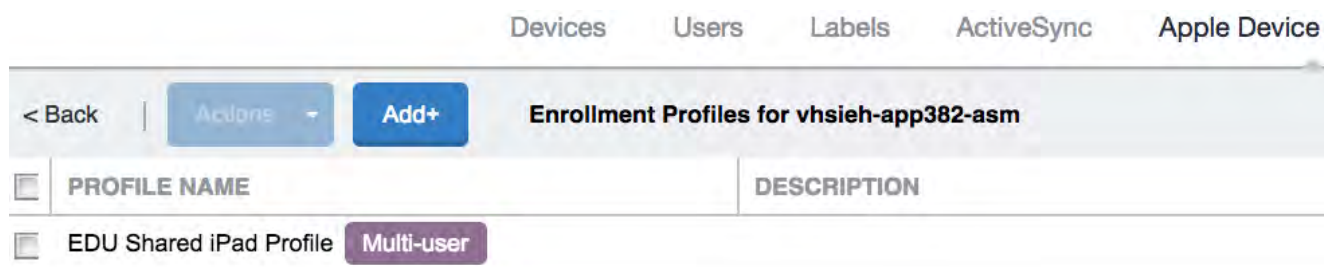 Devices Users Labels ActiveSync Apple Device
< Back | Actions Add+ Enrollment Profiles for vhsieh-app382-asm
PROFILE NAME DESCRIPTION
EDU Shared iPad Profile Multi-user